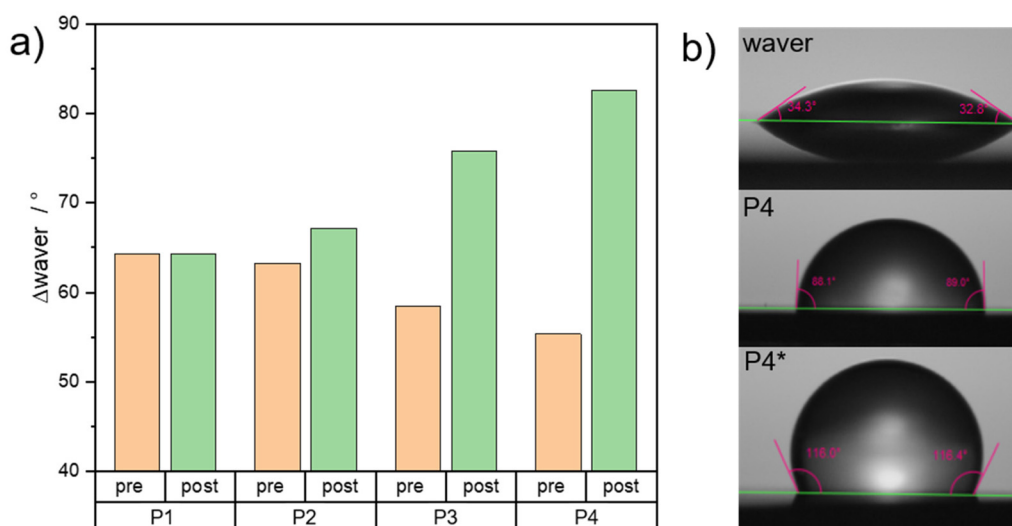 a)
90
80
70
60
50
40
Δwaver / °
pre post pre post pre post pre post
P1 P2 P3 P4
b)
waver
34.3° 32.8°
P4
88.1° 89.0°
P4*
116.0° 116.4°